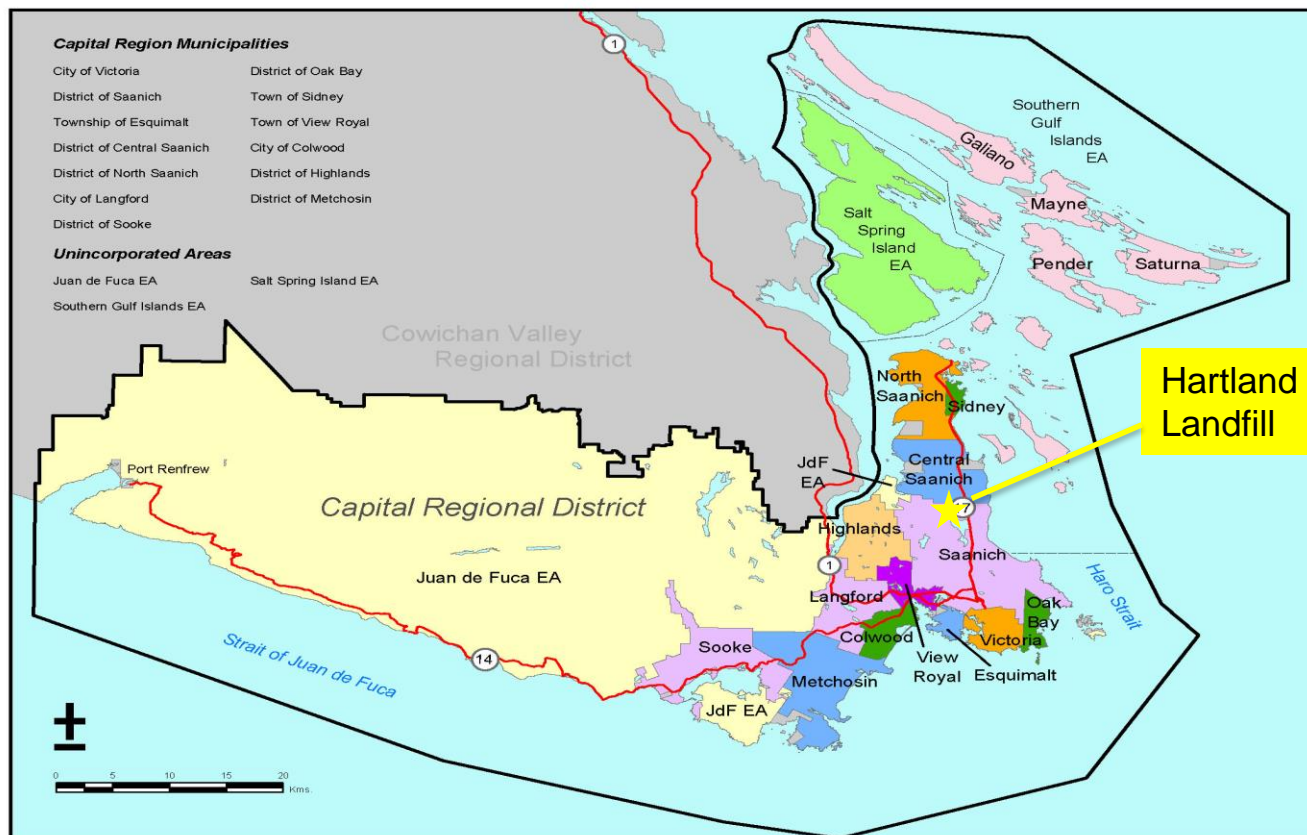 Capital Region Municipalities
City of Victoria
District of Oak Bay
District of Saanich
Town of Sidney
Township of Esquimalt
Town of View Royal
District of Central Saanich
City of Colwood
District of North Saanich
District of Highlands
City of Langford
District of Metchosin
District of Sooke
Unincorporated Areas
Juan de Fuca EA
Salt Spring Island EA
Southern Gulf Islands EA
1
Southern
Gulf
Islands
EA
Galiano
Mayne
Pender
Saturna
Salt
Spring
Island
EA
Cowichan Valley
Regional District
North
Saanich
Sidney
Hartland
Landfill
Central
Saanich
JdF
EA
17
Port Renfrew
Capital Regional District
Highlands
Saanich
Juan de Fuca EA
1
Langford
Oak
Bay
Haro Strait
Sooke
Colwood
Victoria
View
Royal
Esquimalt
14
Strait of Juan de Fuca
Metchosin
JdF EA
0 5 10 15 20
Kms.